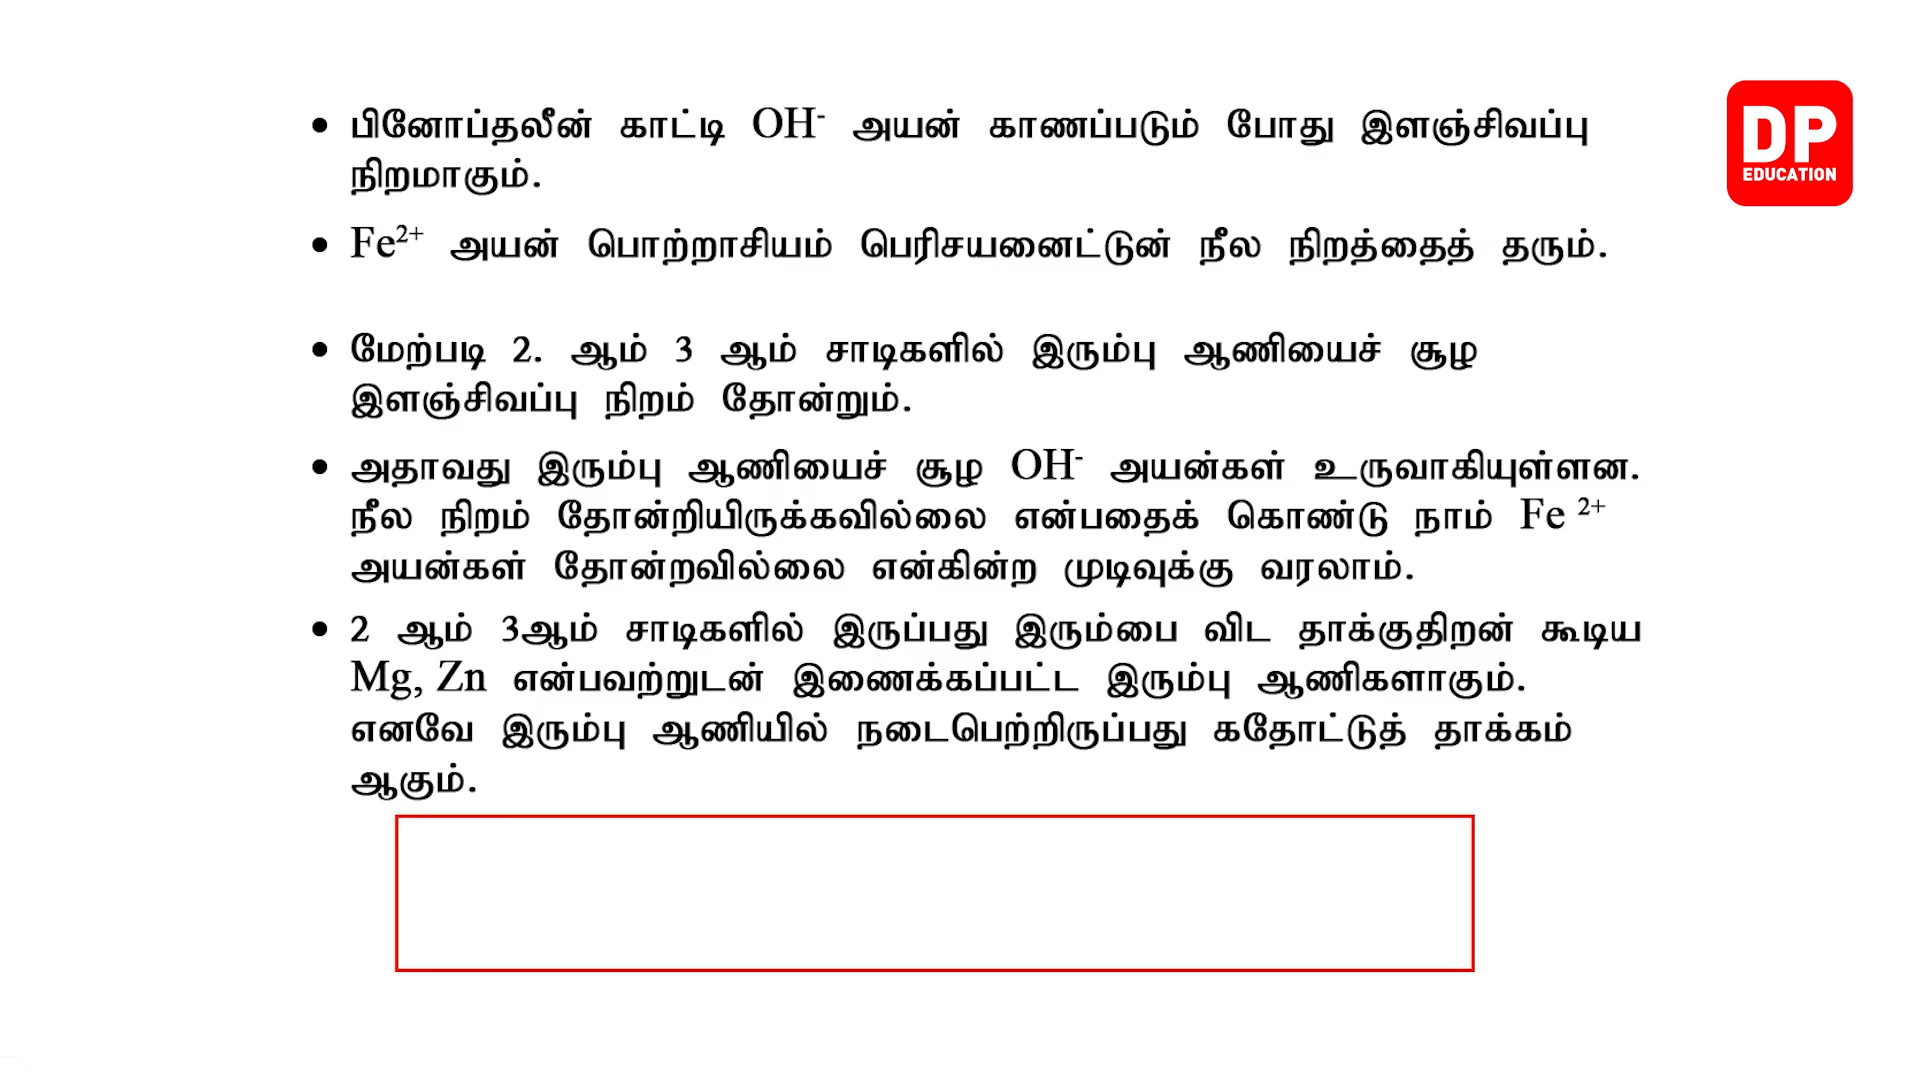 • பினோப்தலீன் காட்டி OH⁻ அயன் காணப்படும் போது இளஞ்சிவப்பு
நிறமாகும்.
• Fe²⁺ அயன் பொற்றாசியம் பெரிசயனைட்டுன் நீல நிறத்தைத் தரும்.
• மேற்படி 2. ஆம் 3 ஆம் சாடிகளில் இரும்பு ஆணியைச் சூழ
இளஞ்சிவப்பு நிறம் தோன்றும்.
• அதாவது இரும்பு ஆணியைச் சூழ OH⁻ அயன்கள் உருவாகியுள்ளன.
நீல நிறம் தோன்றியிருக்கவில்லை என்பதைக் கொண்டு நாம் Fe ²⁺
அயன்கள் தோன்றவில்லை என்கின்ற முடிவுக்கு வரலாம்.
• 2 ஆம் 3ஆம் சாடிகளில் இருப்பது இரும்பை விட தாக்குதிறன் கூடிய
Mg, Zn என்பவற்றுடன் இணைக்கப்பட்ட இரும்பு ஆணிகளாகும்.
எனவே இரும்பு ஆணியில் நடைபெற்றிருப்பது கதோட்டுத் தாக்கம்
ஆகும்.
DP
EDUCATION